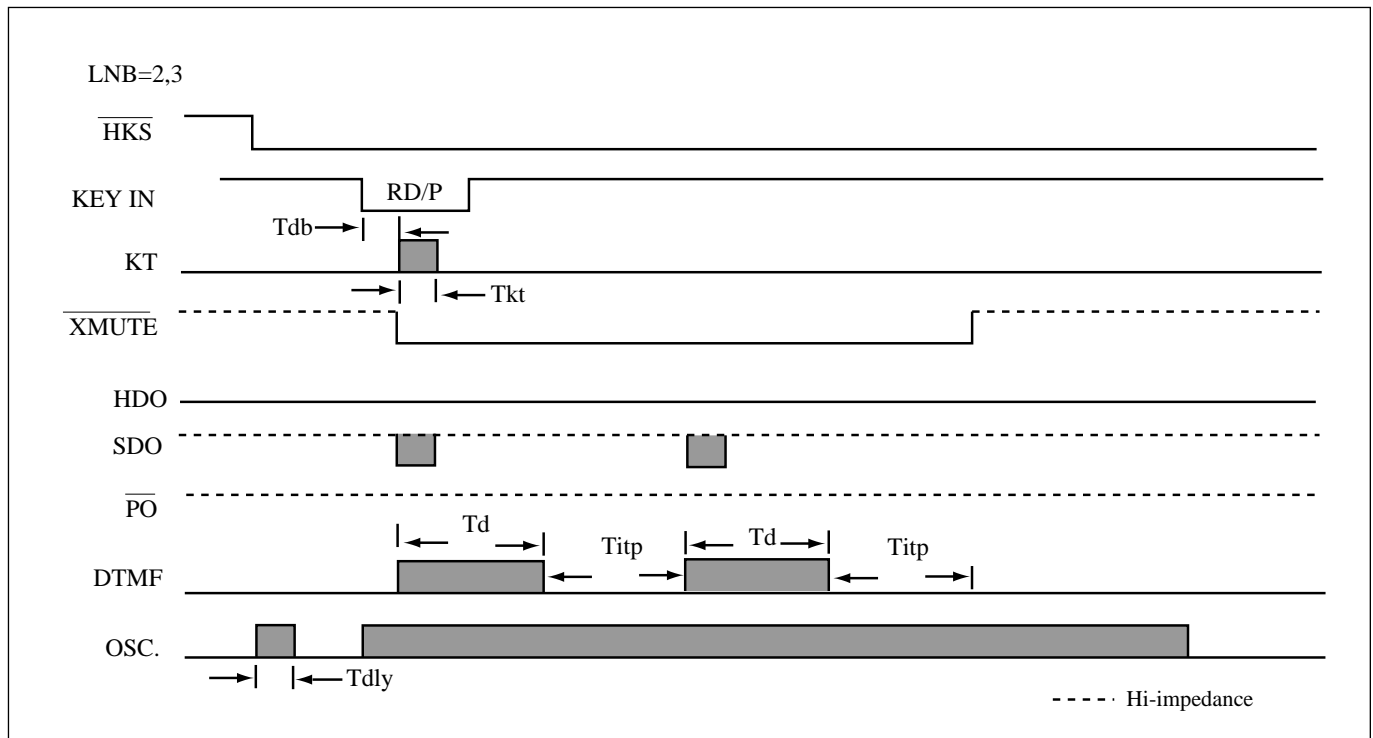 LNB=2,3
HKS
KEY IN
RD/P
Tdb
KT
Tkt
XMUTE
HDO
SDO
PO
Td
Titp
Td
Titp
DTMF
OSC.
Tdly
Hi-impedance